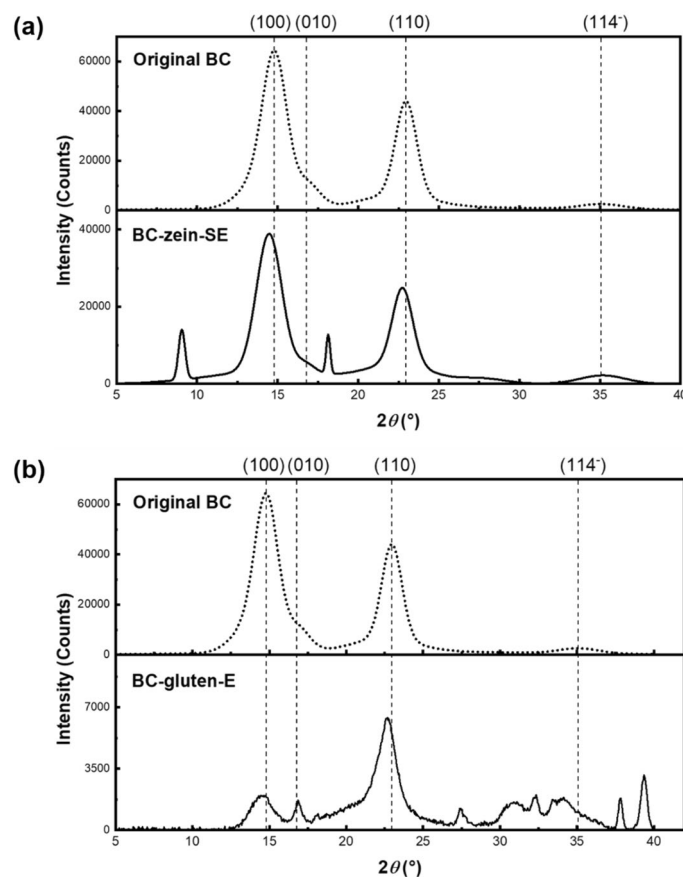 (a)
(100) (010) (110) (114⁻)
Original BC
60000
40000
20000
0
BC-zein-SE
40000
20000
0
Intensity (Counts)
5 10 15 20 25 30 35 40
2θ (°)
(b)
(100) (010) (110) (114⁻)
Original BC
60000
40000
20000
0
BC-gluten-E
7000
3500
0
Intensity (Counts)
5 10 15 20 25 30 35 40
2θ (°)